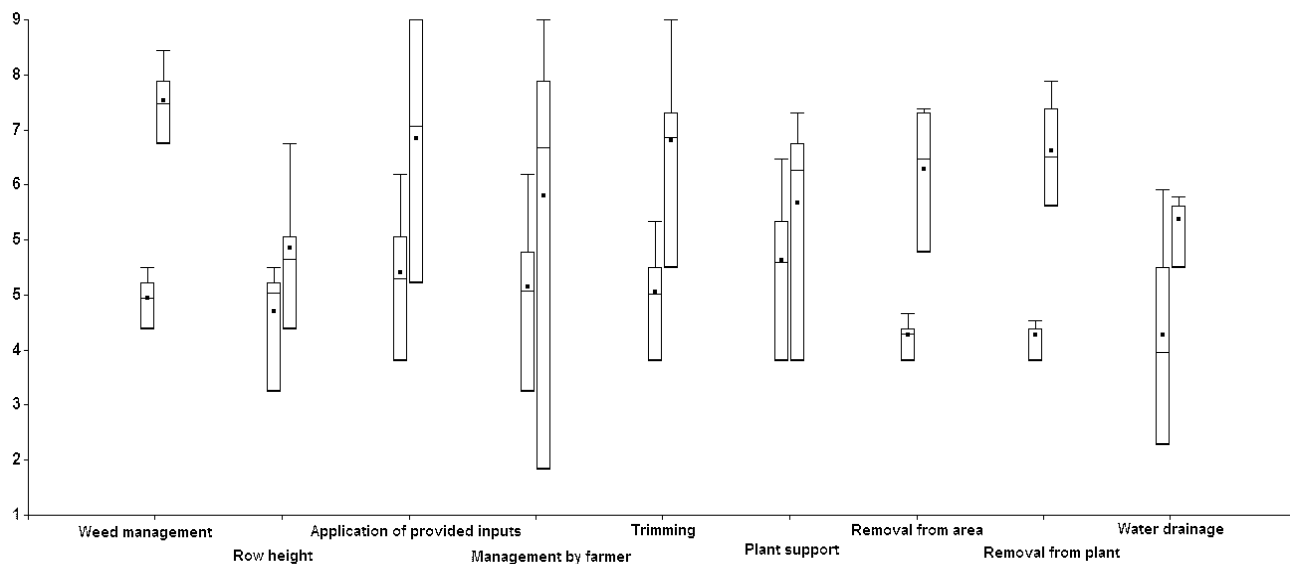 9
8
7
6
5
5
4
3
2
1
Weed management
Row height
Application of provided inputs
Management by farmer
Trimming
Plant support
Removal from area
Removal from plant
Water drainage